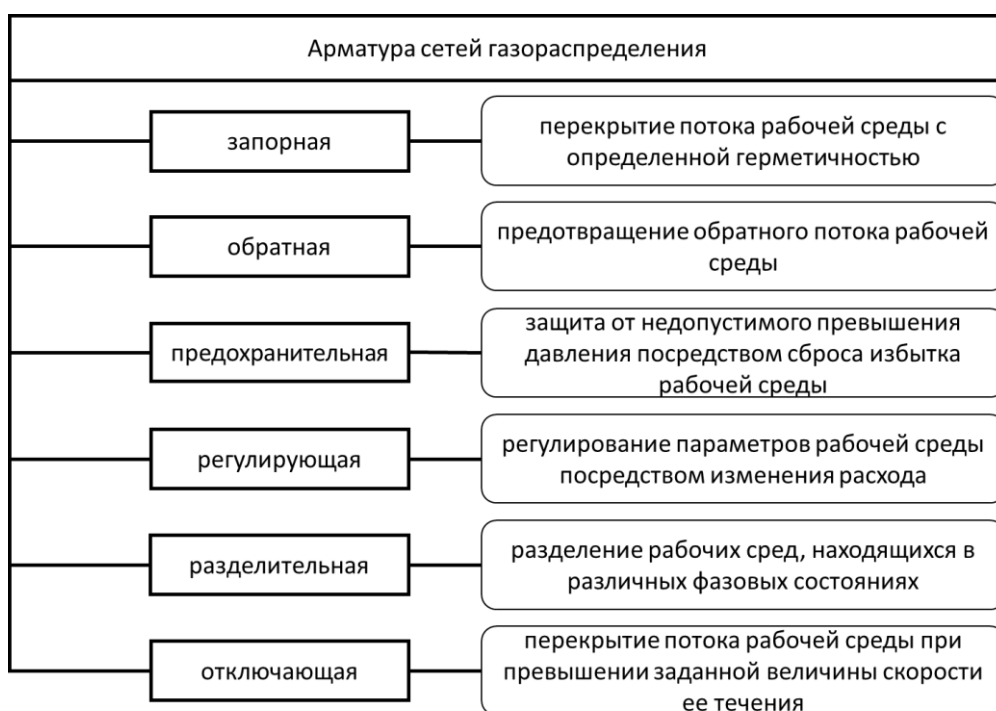 Арматура сетей газораспределения
запорная
перекрытие потока рабочей среды с
определенной герметичностью
обратная
предотвращение обратного потока рабочей
среды
предохранительная
защита от недопустимого превышения
давления посредством сброса избытка
рабочей среды
регулирующая
регулирование параметров рабочей среды
посредством изменения расхода
разделительная
разделение рабочих сред, находящихся в
различных фазовых состояниях
отключающая
перекрытие потока рабочей среды при
превышении заданной величины скорости
ее течения